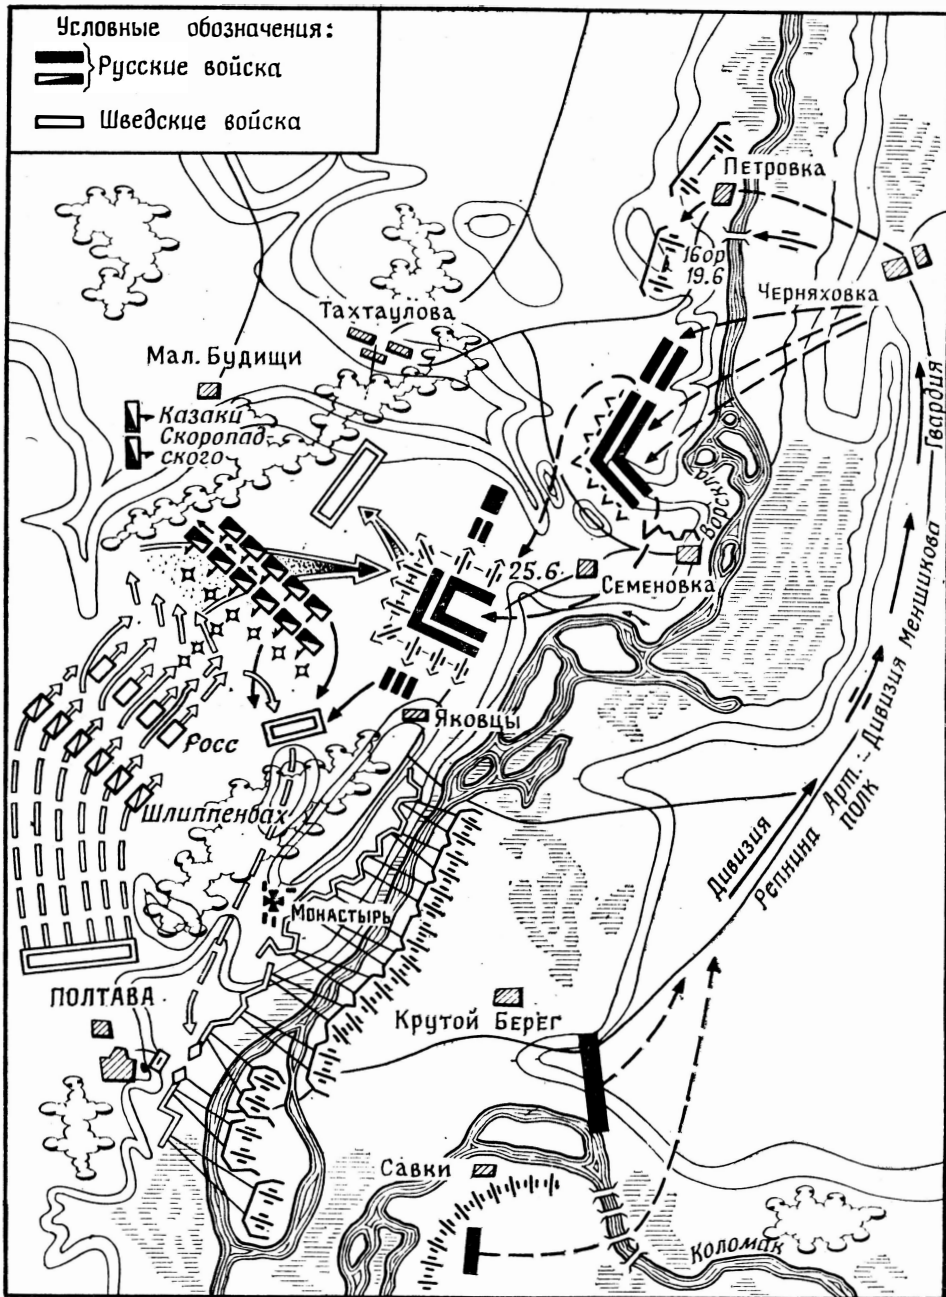 Условные обозначения:
Русские войска
Шведские войска
Петровка
16ор
19.6
Черняховка
Тахтаулова
Мал. Будищи
Казаки
Скоропад-
ского
Гвардия
Ворскла
25.6.
Семеновка
Дивизия Меншикова
Яковцы
Росс
Шлиппенбах
Арт.
полк
Дивизия
Репнина
Монастырь
ПОЛТАВА
Крутой Берег
Савки
Коломак